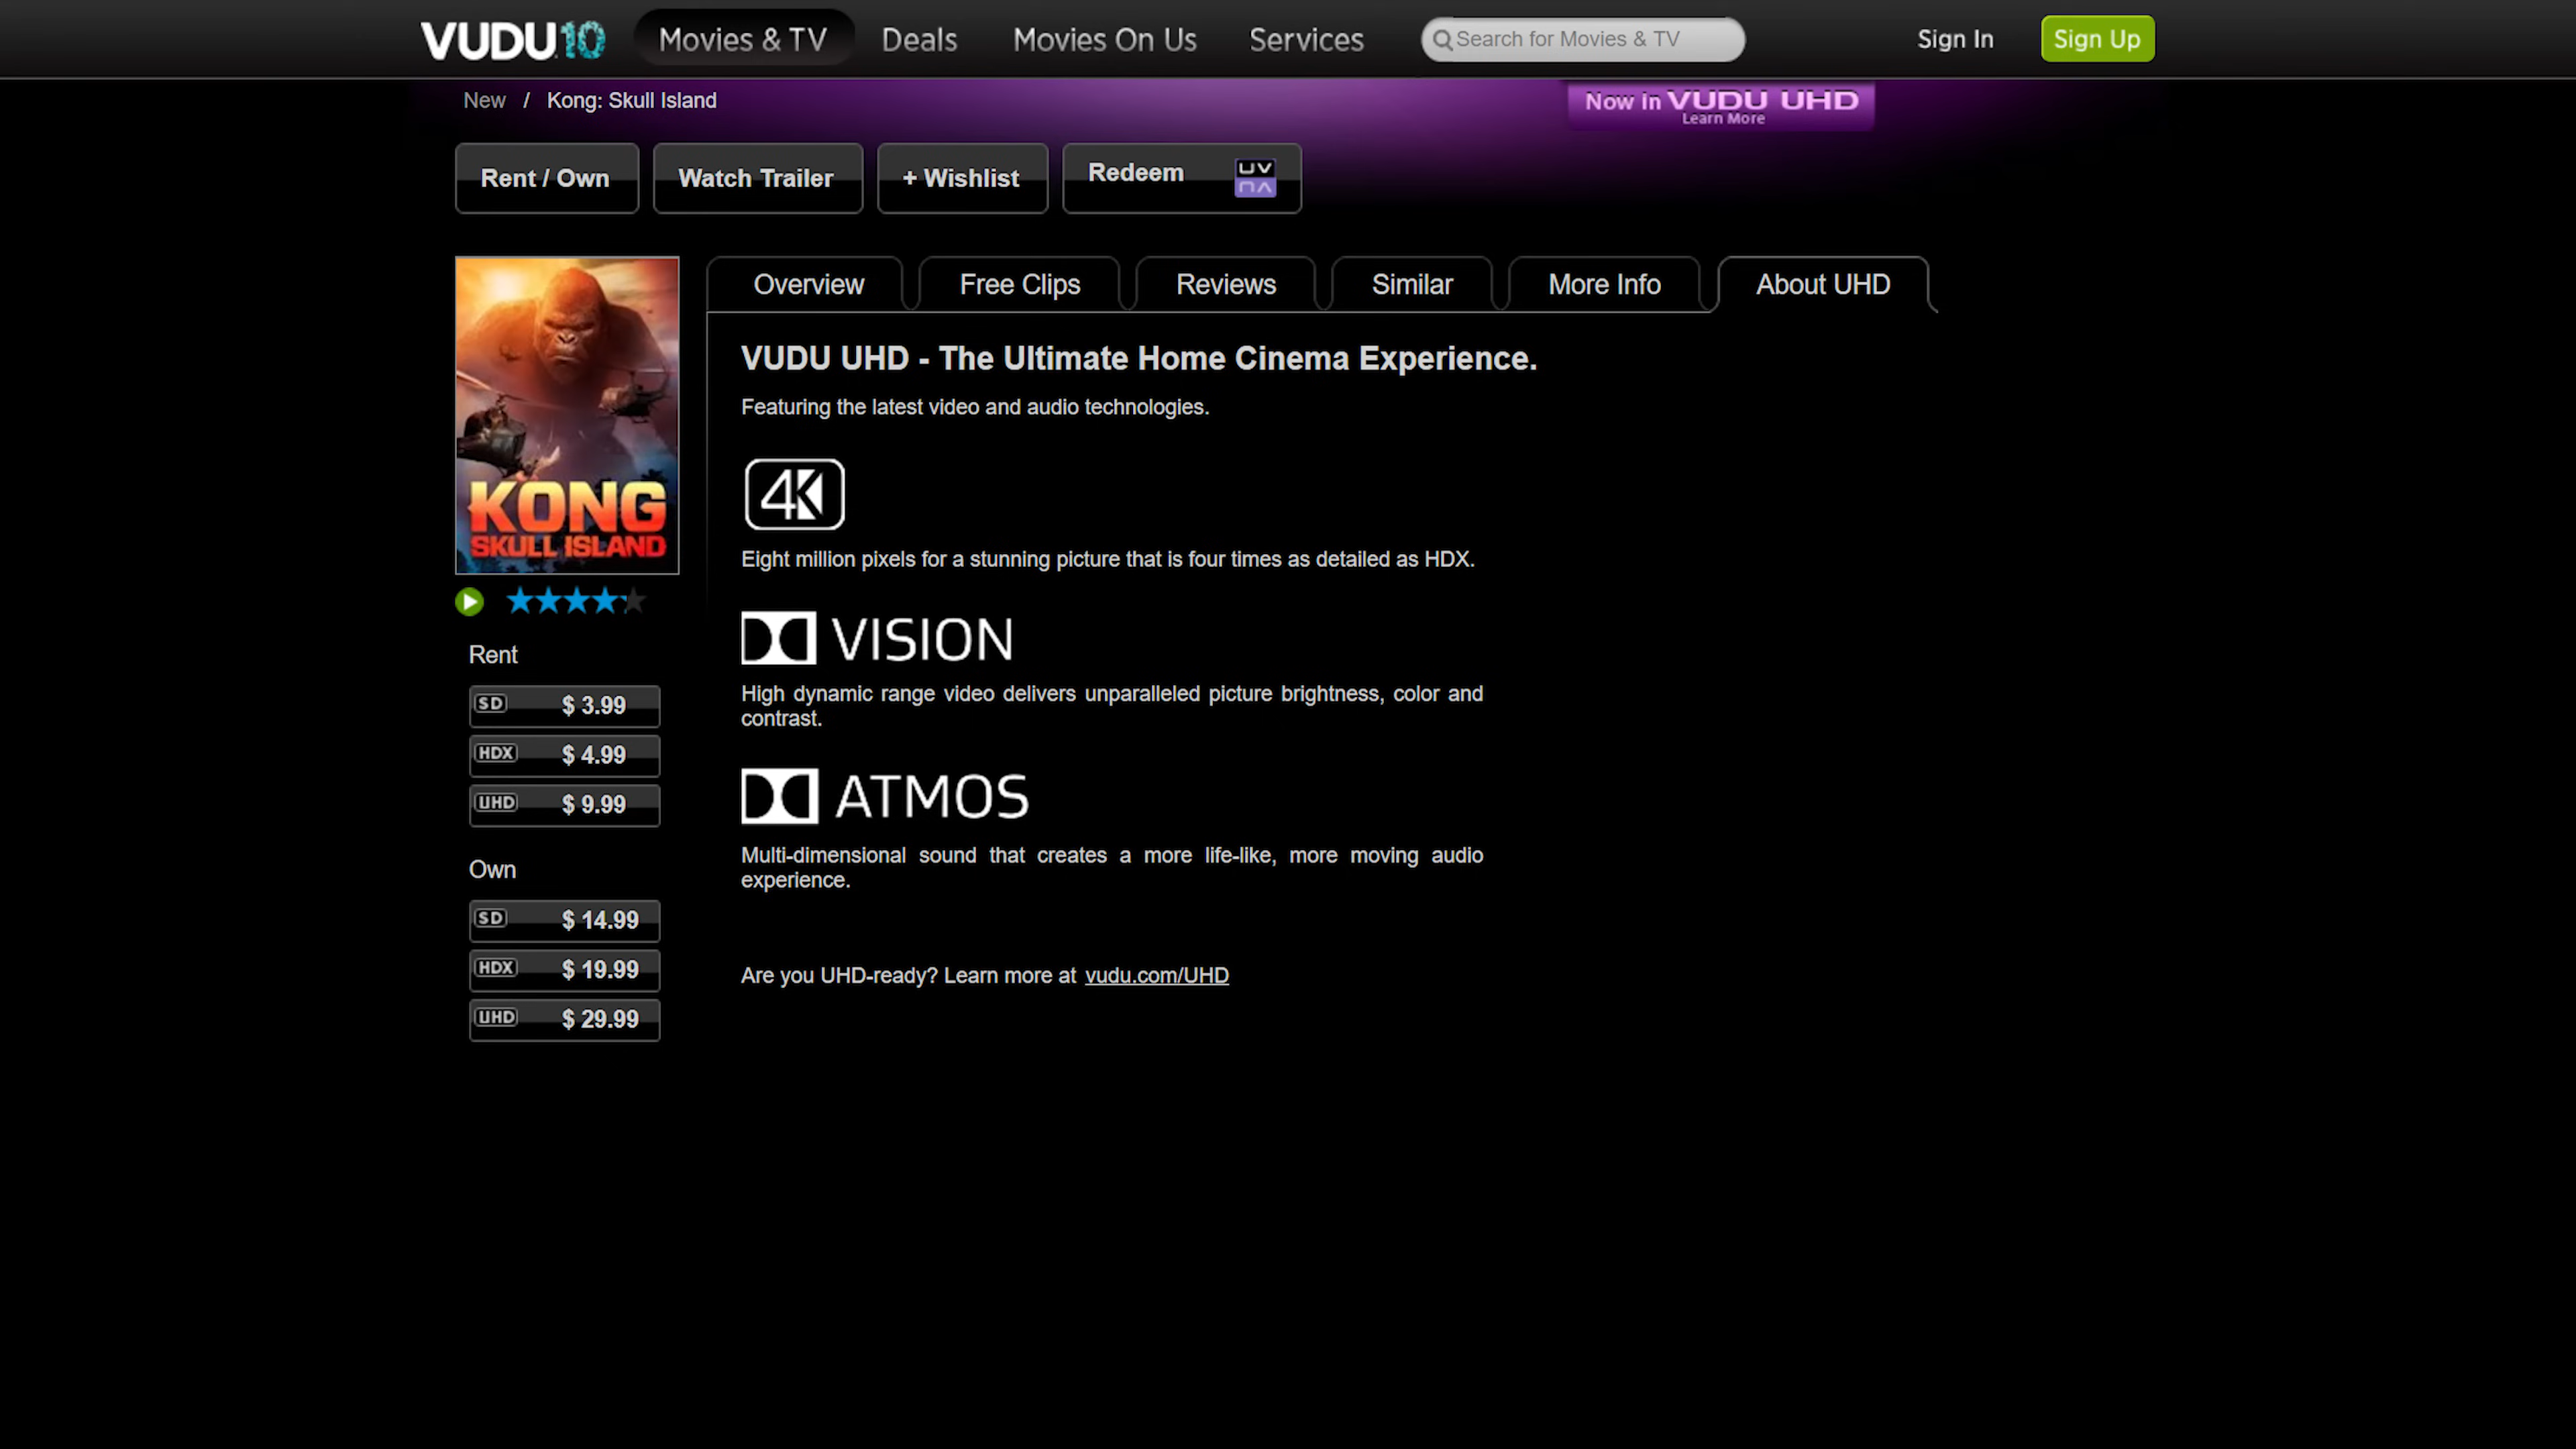 VUDU 10
Movies & TV
Deals
Movies On Us
Services
Search for Movies & TV
Sign In
Sign Up
New / Kong: Skull Island
Now in VUDU UHD
Learn More
Rent / Own
Watch Trailer
+ Wishlist
Redeem
UV
Overview
Free Clips
Reviews
Similar
More Info
About UHD
KONG
SKULL ISLAND
Rent
SD $ 3.99
HDX $ 4.99
UHD $ 9.99
Own
SD $ 14.99
HDX $ 19.99
UHD $ 29.99
VUDU UHD - The Ultimate Home Cinema Experience.
Featuring the latest video and audio technologies.
4K
Eight million pixels for a stunning picture that is four times as detailed as HDX.
VISION
High dynamic range video delivers unparalleled picture brightness, color and
contrast.
ATMOS
Multi-dimensional sound that creates a more life-like, more moving audio
experience.
Are you UHD-ready? Learn more at vudu.com/UHD